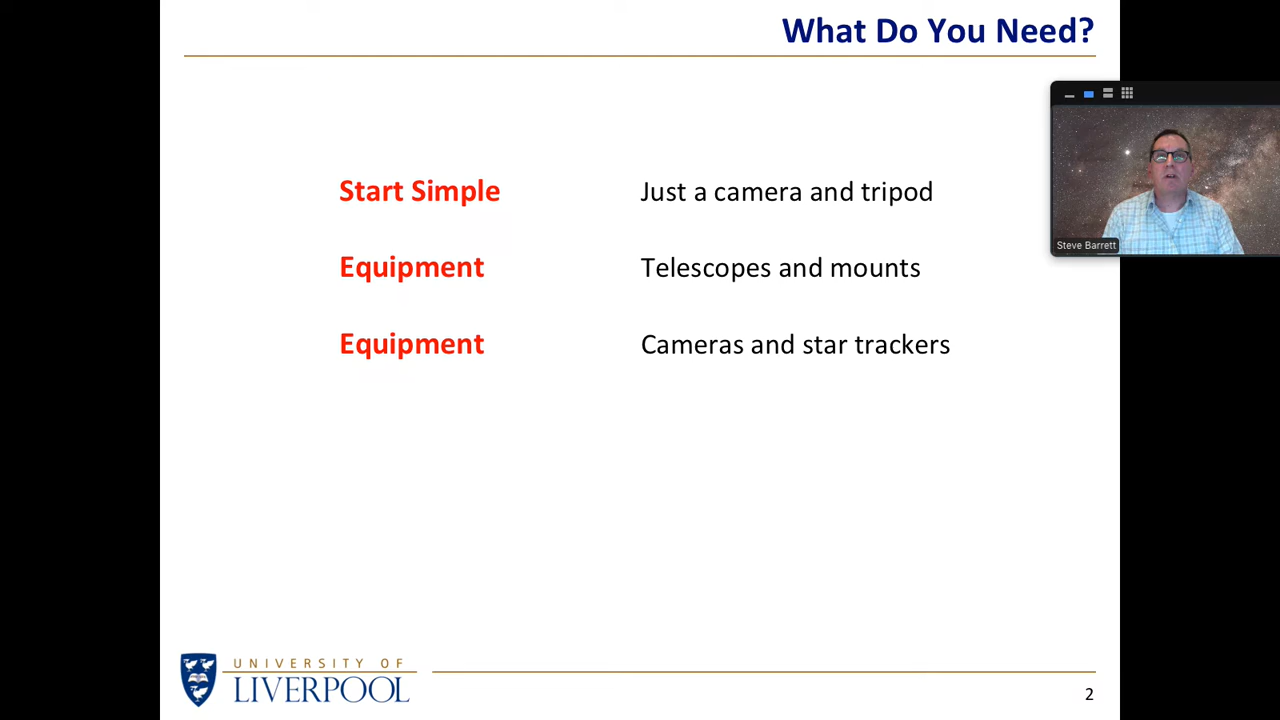 What Do You Need?
Start Simple Just a camera and tripod
Equipment Telescopes and mounts
Equipment Cameras and star trackers
Steve Barrett
UNIVERSITY OF
LIVERPOOL
2